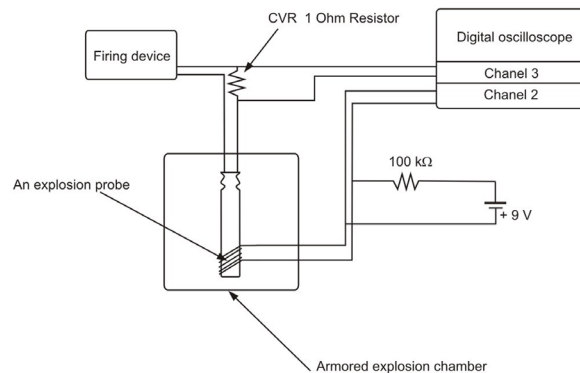 CVR 1 Ohm Resistor
Firing device
Digital oscilloscope
Chanel 3
Chanel 2
100 kΩ
An explosion probe
+ 9 V
Armored explosion chamber